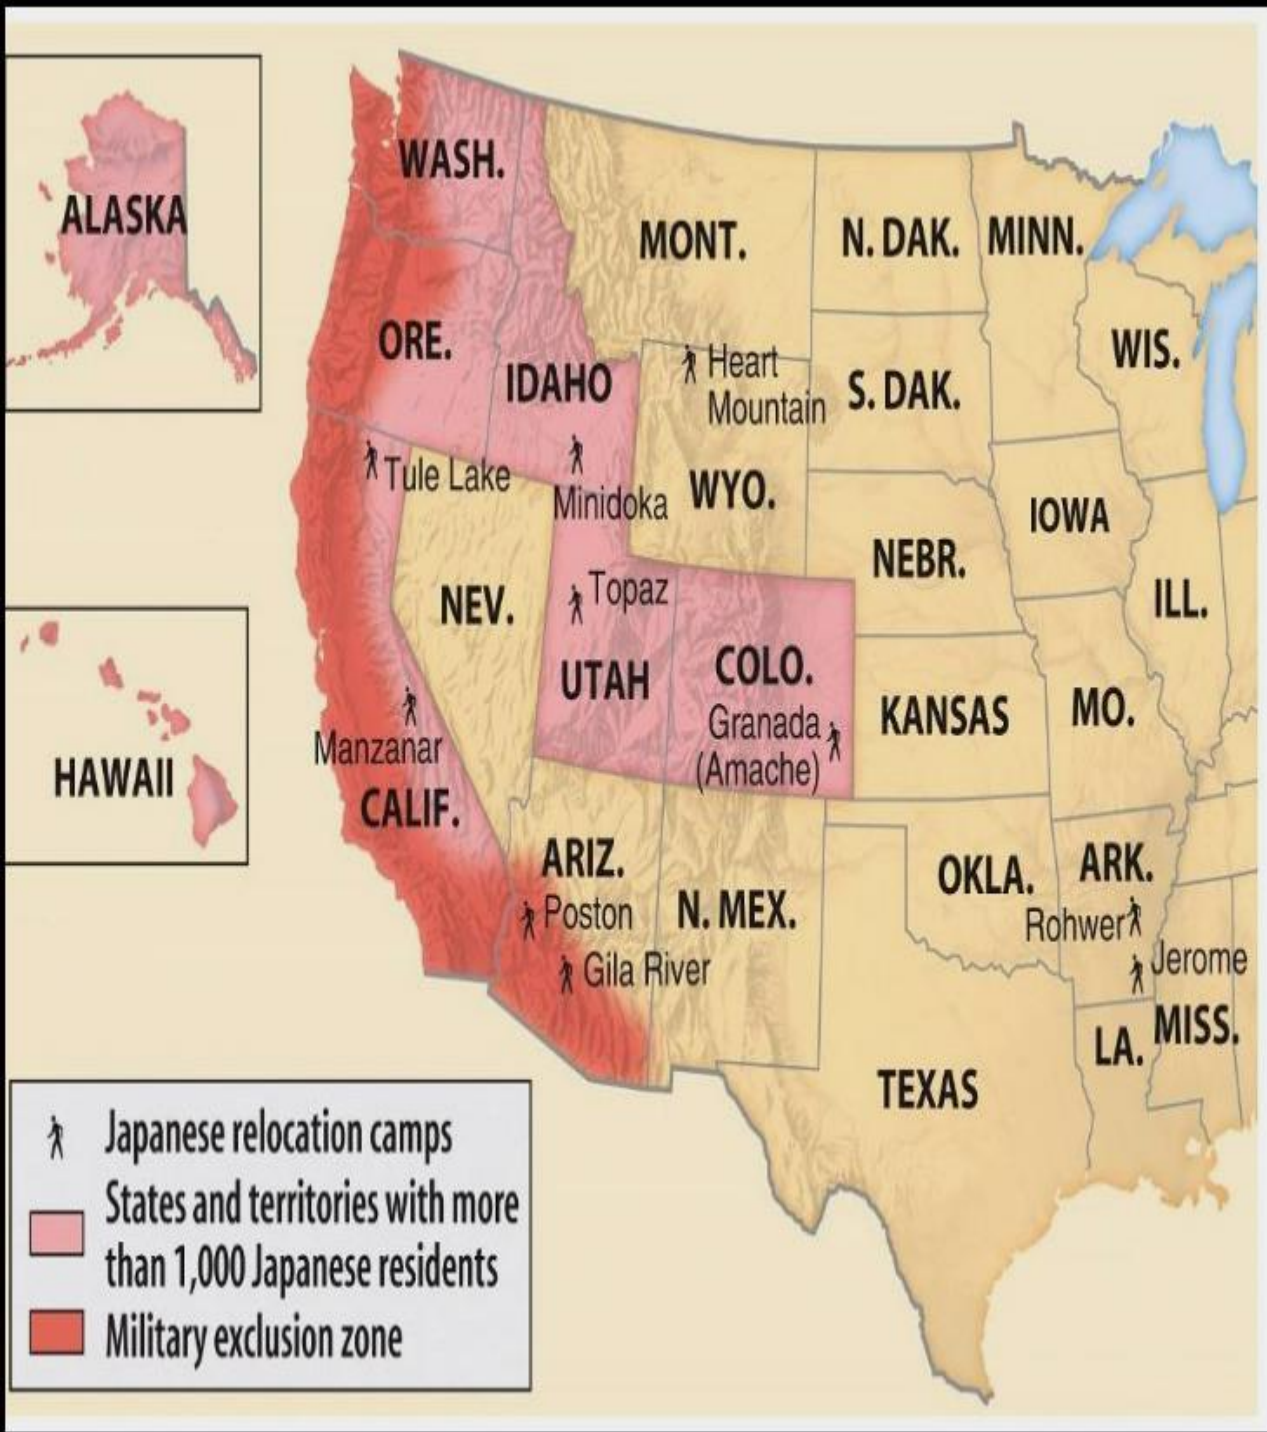 ALASKA
WASH.
MONT.
N. DAK.
MINN.
ORE.
IDAHO
Heart
Mountain
S. DAK.
WIS.
Tule Lake
Minidoka
WYO.
IOWA
NEBR.
NEV.
Topaz
ILL.
UTAH
COLO.
Granada
(Amache)
KANSAS
MO.
HAWAII
Manzanar
CALIF.
ARIZ.
Poston
Gila River
N. MEX.
OKLA.
ARK.
Rohwer
Jerome
MISS.
LA.
TEXAS
Japanese relocation camps
States and territories with more
than 1,000 Japanese residents
Military exclusion zone